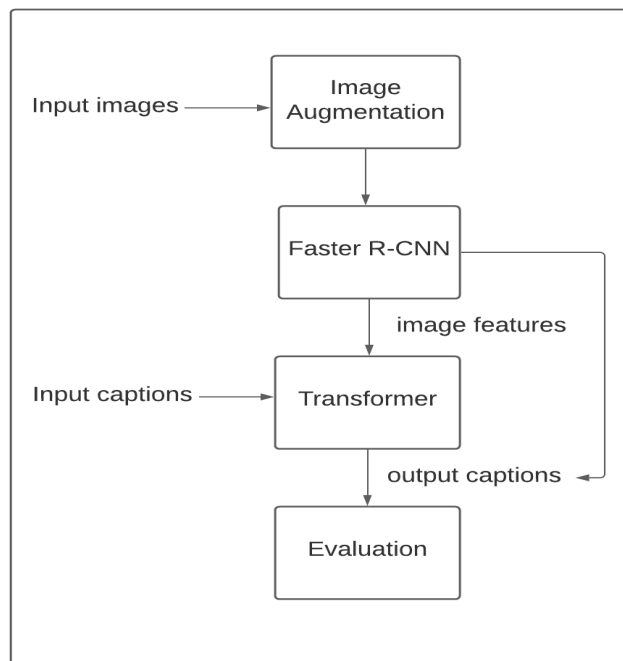 Input images
Image
Augmentation
Faster R-CNN
image features
Input captions
Transformer
output captions
Evaluation